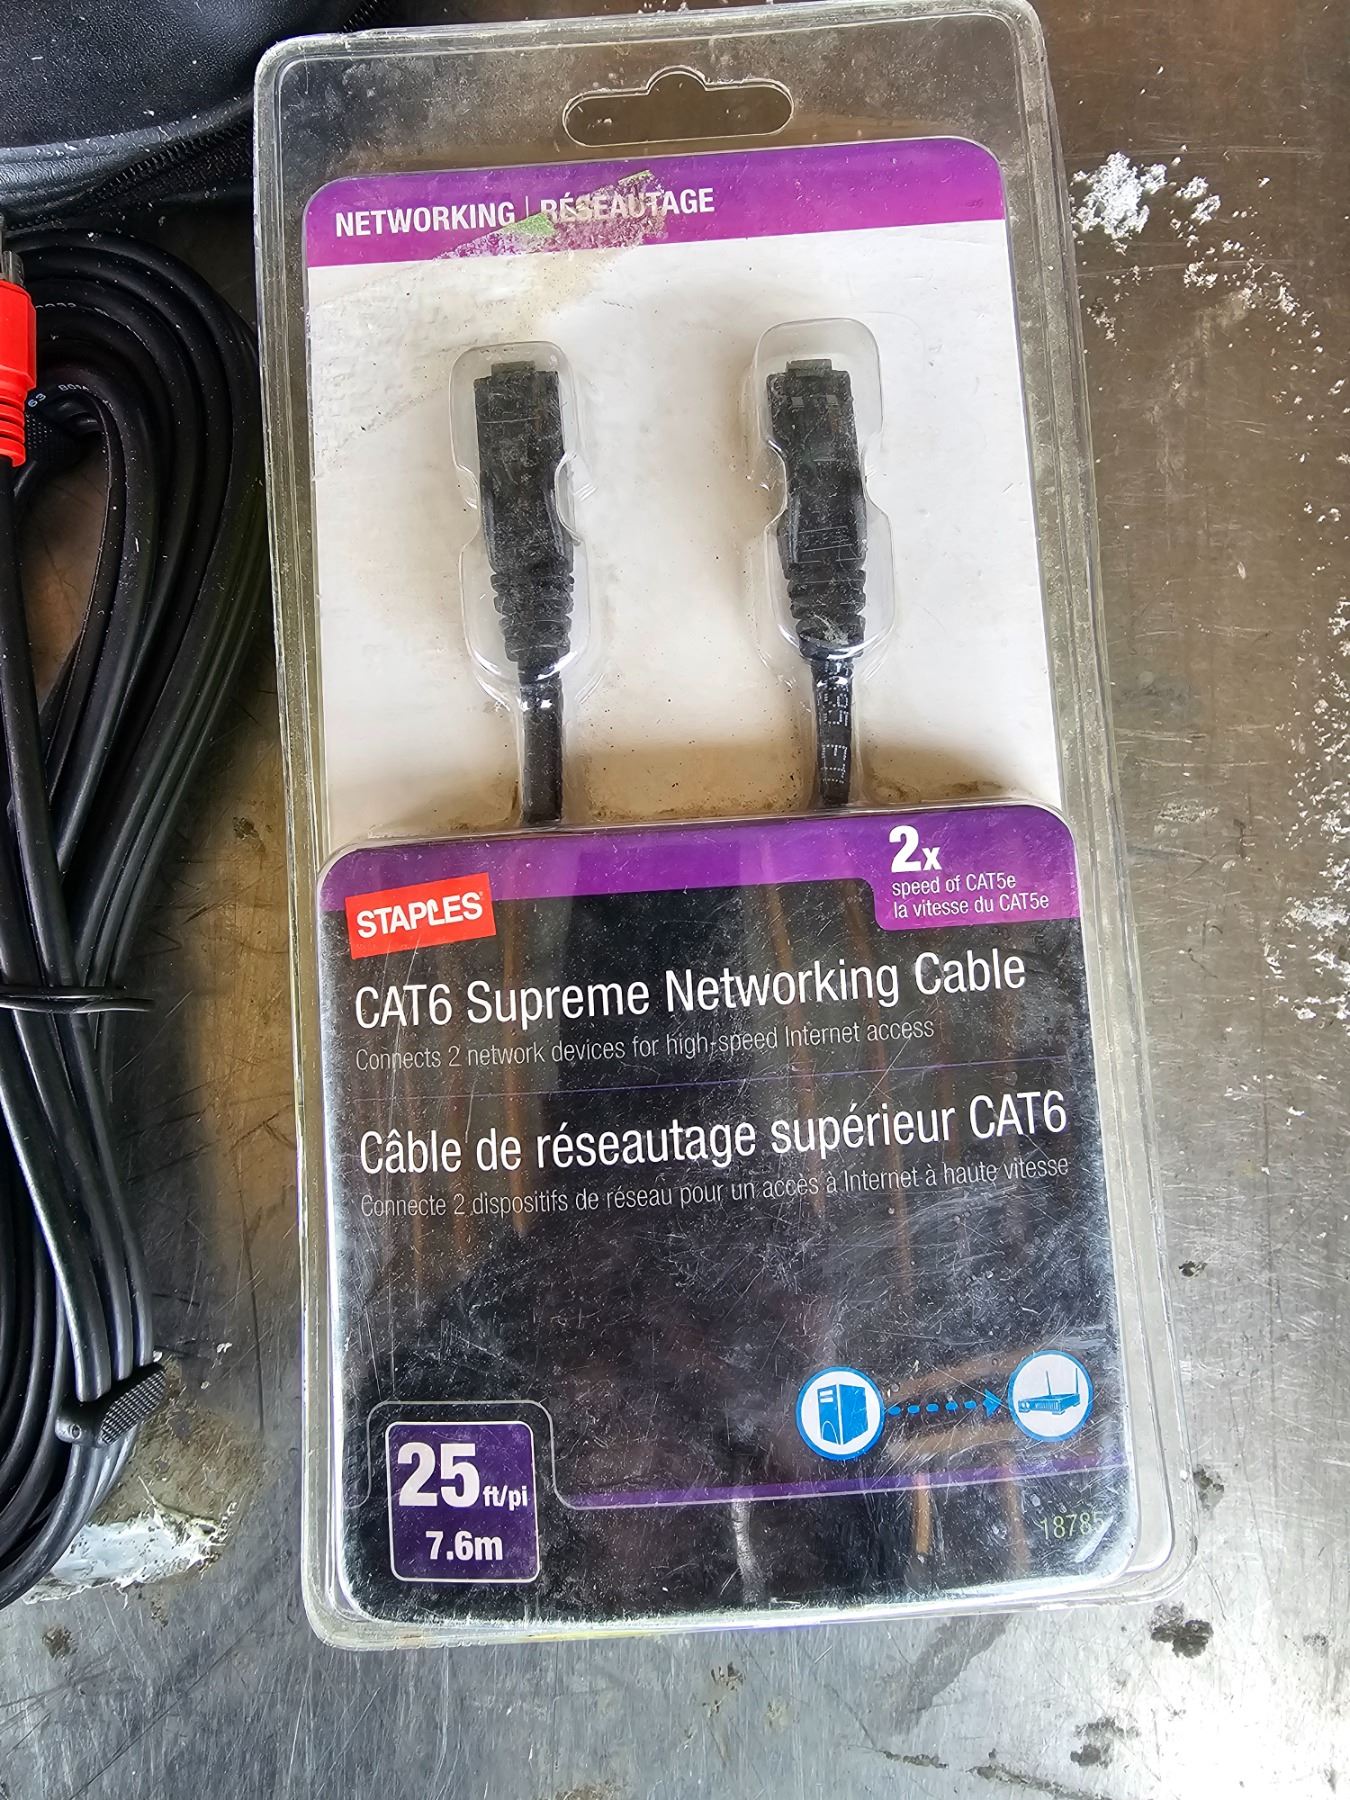 NETWORKING | RÉSEAUTAGE
2x
speed of CAT5e
la vitesse du CAT5e
STAPLES
CAT6 Supreme Networking Cable
Connects 2 network devices for high-speed Internet access
Câble de réseautage supérieur CAT6
Connecte 2 dispositifs de réseau pour un accès à Internet à haute vitesse
25 ft/pi
7.6m
18785